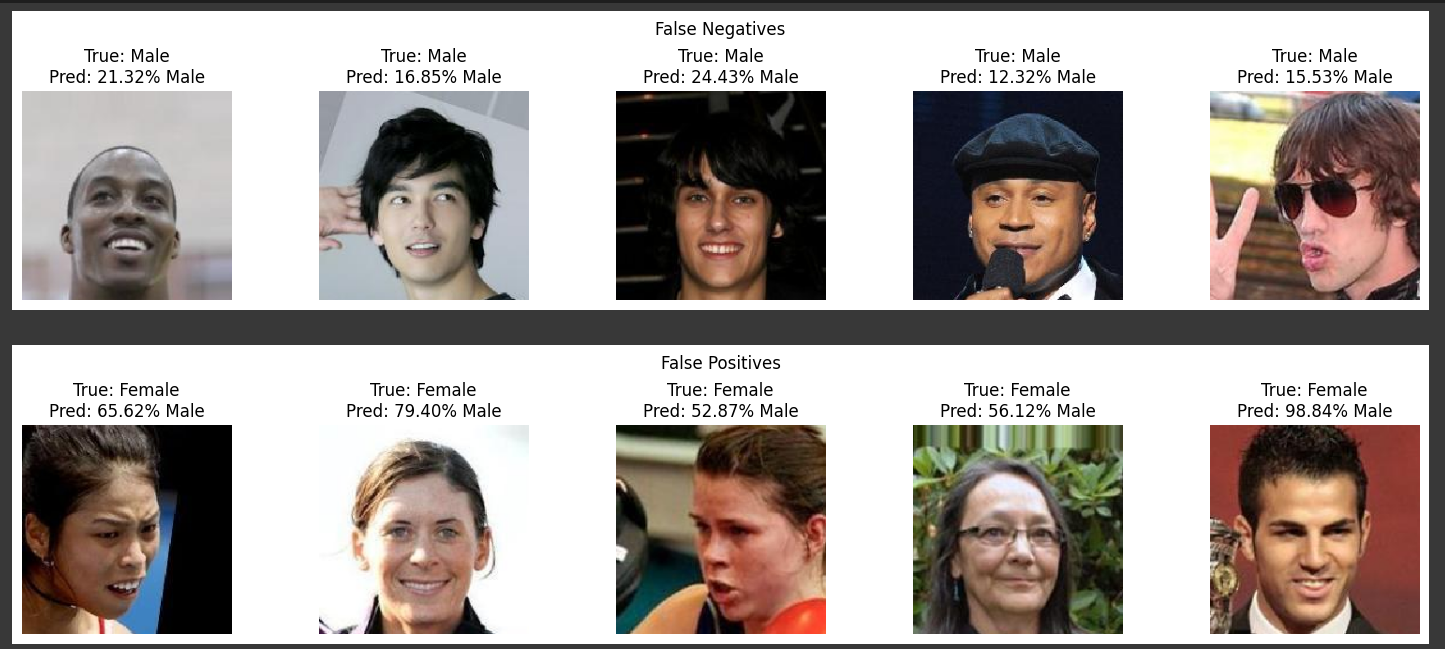 False Negatives
True: Male
Pred: 21.32% Male
True: Male
Pred: 16.85% Male
True: Male
Pred: 24.43% Male
True: Male
Pred: 12.32% Male
True: Male
Pred: 15.53% Male
False Positives
True: Female
Pred: 65.62% Male
True: Female
Pred: 79.40% Male
True: Female
Pred: 52.87% Male
True: Female
Pred: 56.12% Male
True: Female
Pred: 98.84% Male